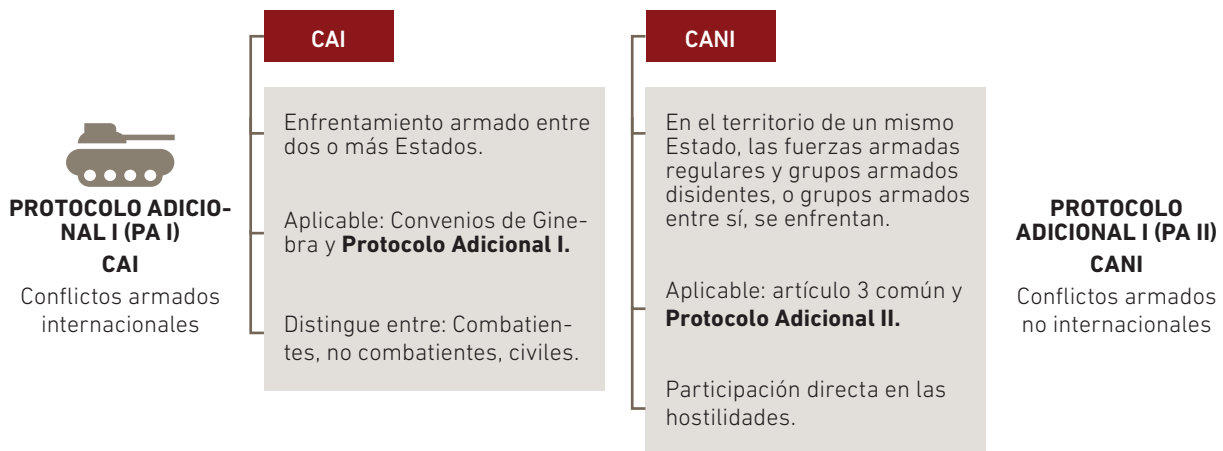 PROTOCOLO ADICIO-
NAL I (PA I)
CAI
Conflictos armados
internacionales
CAI
Enfrentamiento armado entre
dos o más Estados.
Aplicable: Convenios de Gine-
bra y Protocolo Adicional I.
Distingue entre: Combatien-
tes, no combatientes, civiles.
CANI
En el territorio de un mismo
Estado, las fuerzas armadas
regulares y grupos armados
disidentes, o grupos armados
entre sí, se enfrentan.
Aplicable: artículo 3 común y
Protocolo Adicional II.
Participación directa en las
hostilidades.
PROTOCOLO
ADICIONAL I (PA II)
CANI
Conflictos armados
no internacionales